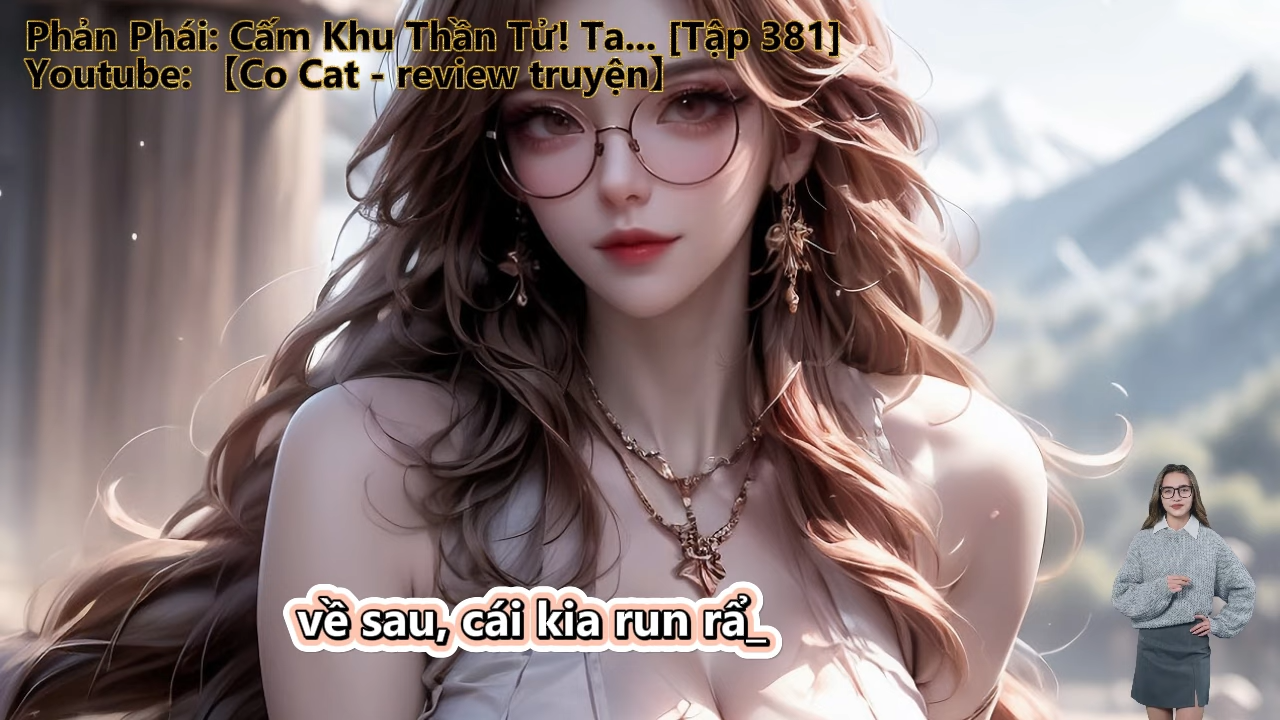 Phản Phái: Cấm Khu Thần Tử! Ta... [Tập 381]
Youtube: 【Co Cat - review truyện】
về sau, cái kia run rẩ_